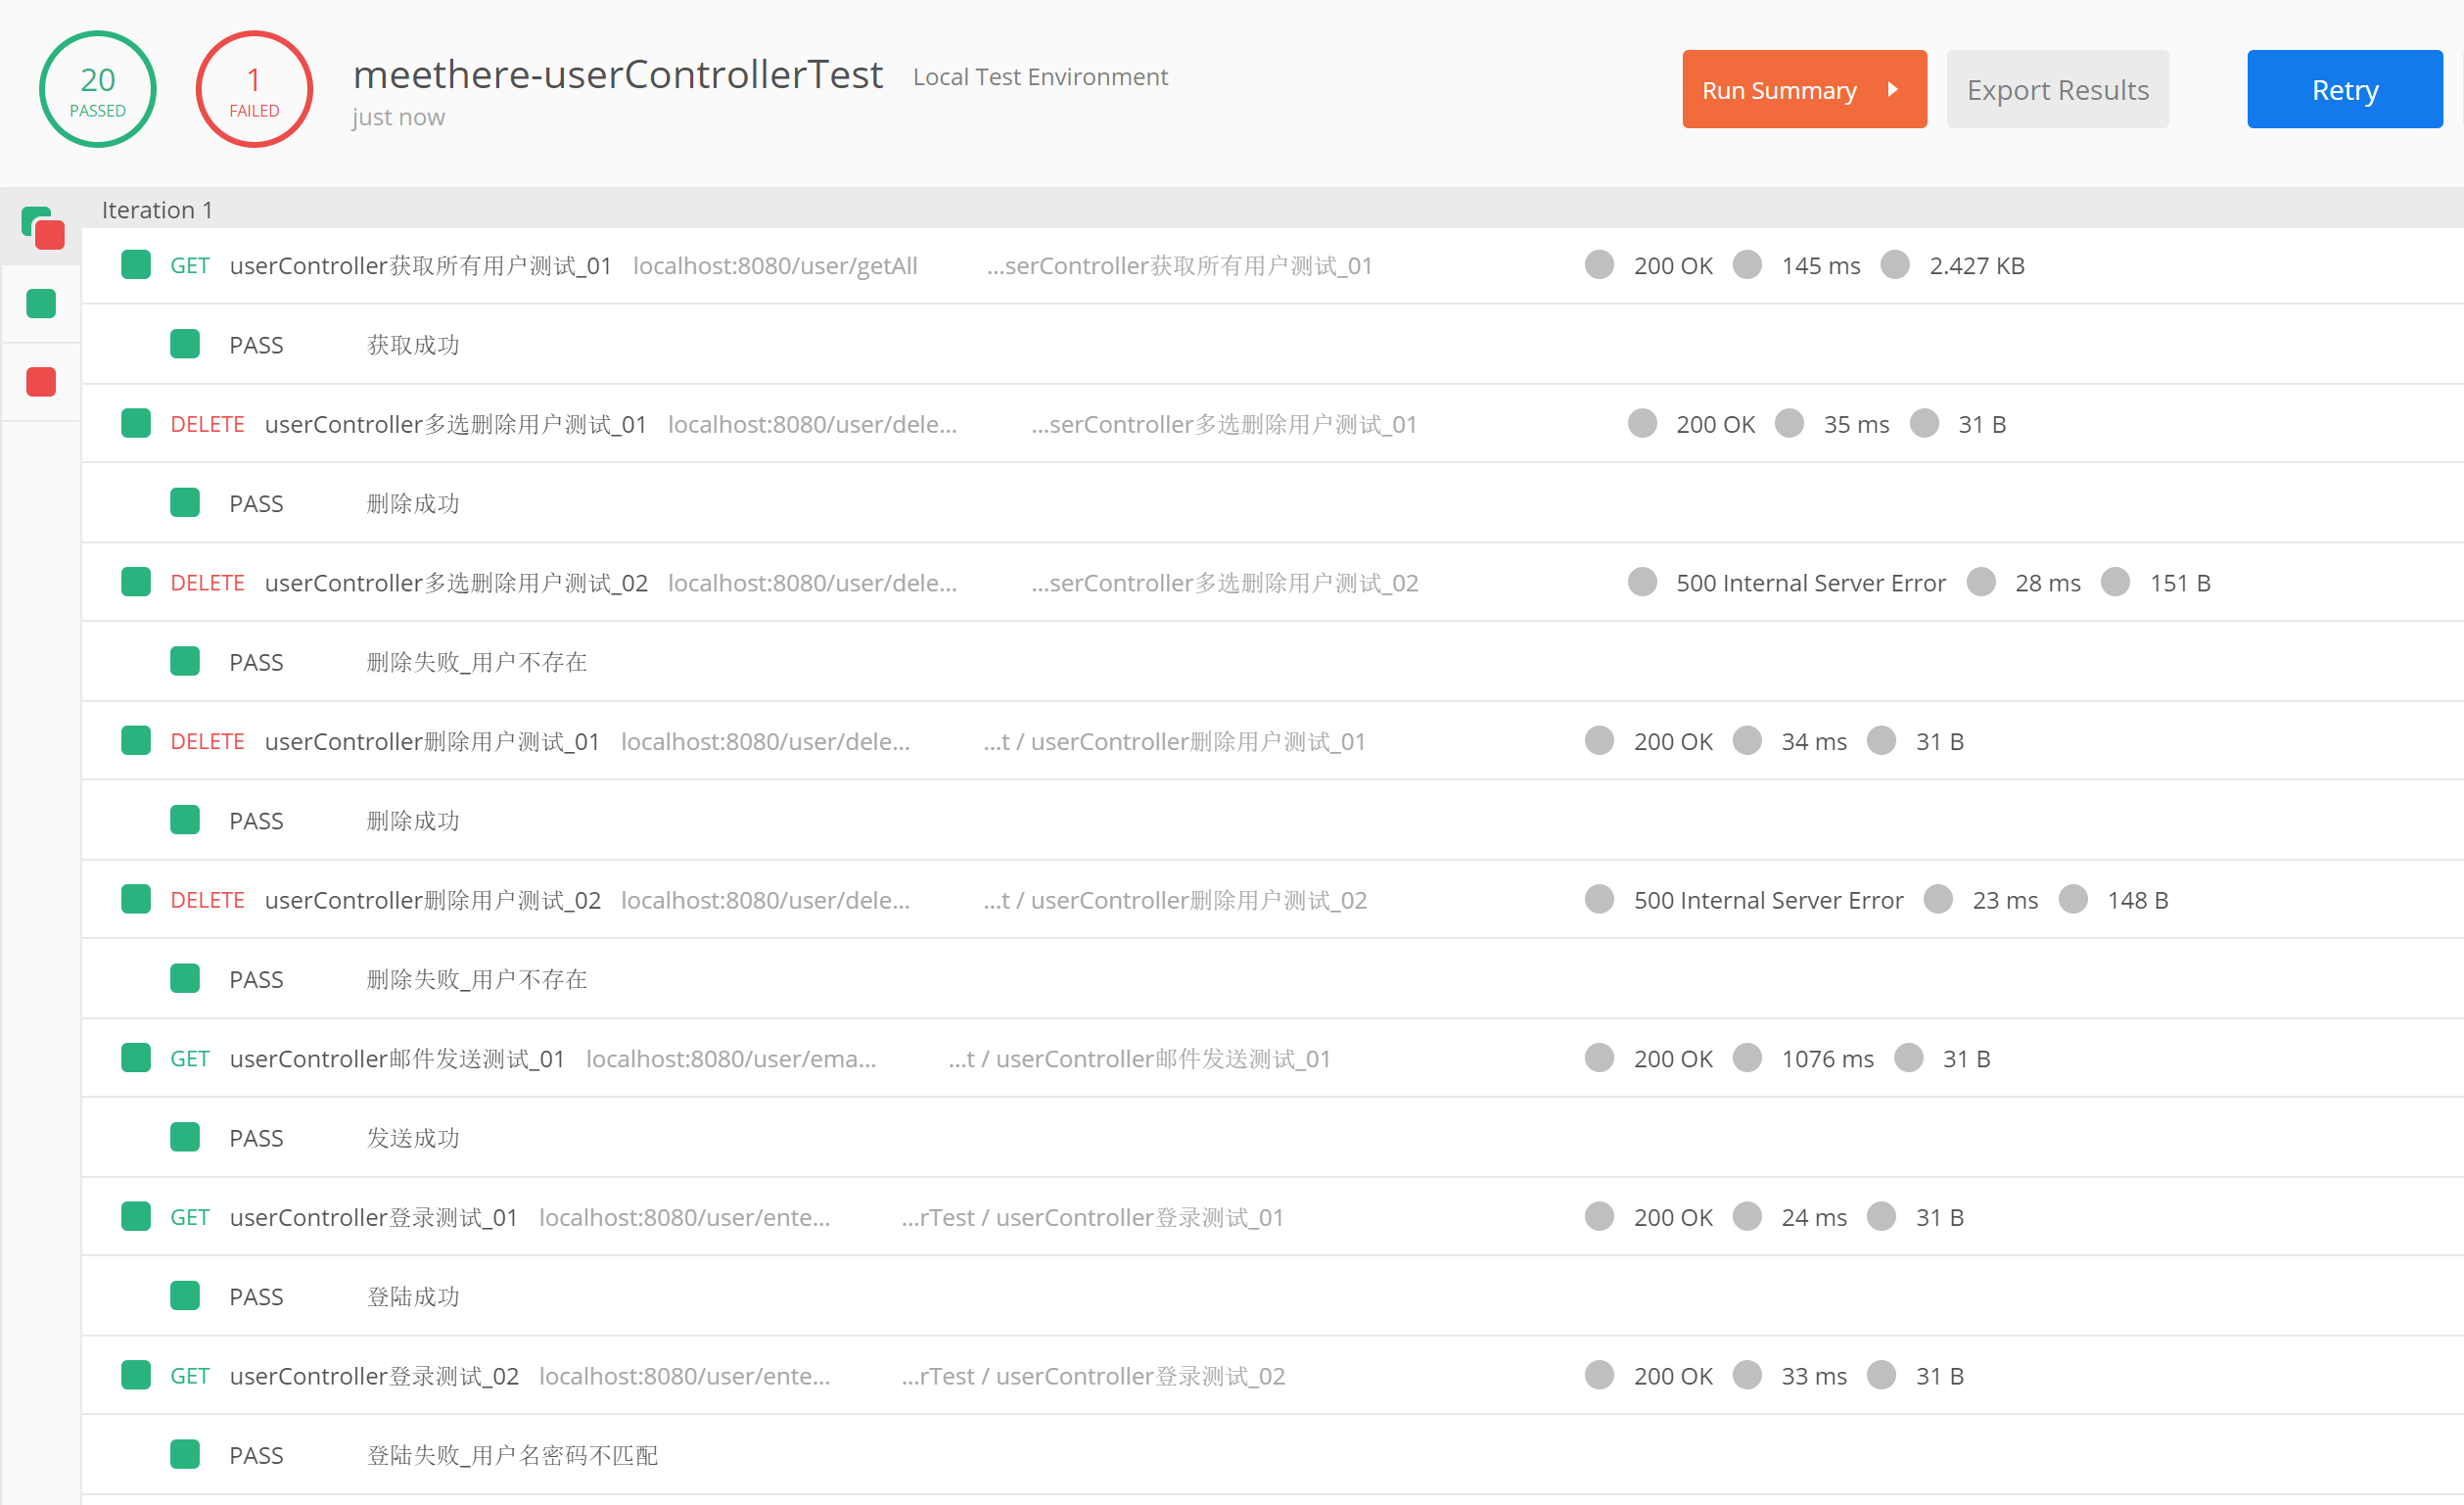 20 PASSED
1 FAILED
meethere-userControllerTest Local Test Environment
just now
Run Summary
Export Results
Retry
Iteration 1
GET userController获取所有用户测试_01 localhost:8080/user/getAll ...serController获取所有用户测试_01 200 OK 145 ms 2.427 KB
PASS 获取成功
DELETE userController多选删除用户测试_01 localhost:8080/user/dele... ...serController多选删除用户测试_01 200 OK 35 ms 31 B
PASS 删除成功
DELETE userController多选删除用户测试_02 localhost:8080/user/dele... ...serController多选删除用户测试_02 500 Internal Server Error 28 ms 151 B
PASS 删除失败_用户不存在
DELETE userController删除用户测试_01 localhost:8080/user/dele... ...t / userController删除用户测试_01 200 OK 34 ms 31 B
PASS 删除成功
DELETE userController删除用户测试_02 localhost:8080/user/dele... ...t / userController删除用户测试_02 500 Internal Server Error 23 ms 148 B
PASS 删除失败_用户不存在
GET userController邮件发送测试_01 localhost:8080/user/ema... ...t / userController邮件发送测试_01 200 OK 1076 ms 31 B
PASS 发送成功
GET userController登录测试_01 localhost:8080/user/ente... ...rTest / userController登录测试_01 200 OK 24 ms 31 B
PASS 登陆成功
GET userController登录测试_02 localhost:8080/user/ente... ...rTest / userController登录测试_02 200 OK 33 ms 31 B
PASS 登陆失败_用户名密码不匹配